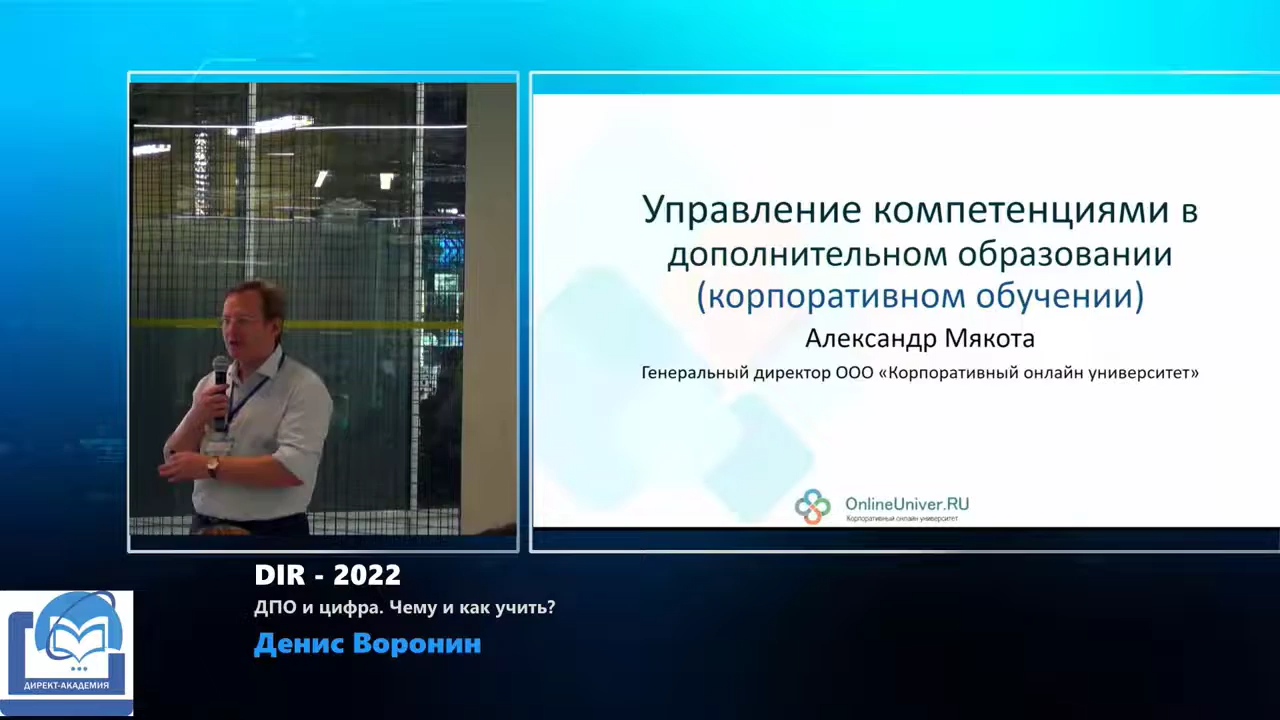 Управление компетенциями в
дополнительном образовании
(корпоративном обучении)
Александр Мякота
Генеральный директор ООО «Корпоративный онлайн университет»
OnlineUniver.RU
Корпоративный онлайн университет
DIR - 2022
ДПО и цифра. Чему и как учить?
Денис Воронин
ДИРЕКТ-АКАДЕМИЯ